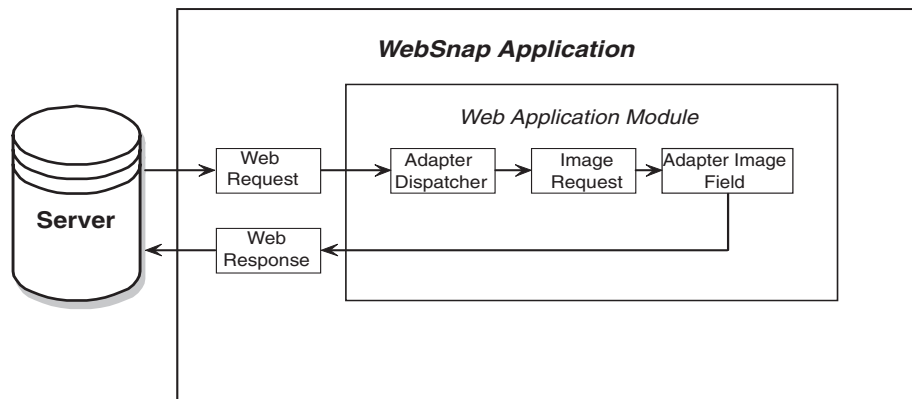 WebSnap Application
Web Application Module
Web
Request
Adapter
Dispatcher
Image
Request
Adapter Image
Field
Server
Web
Response